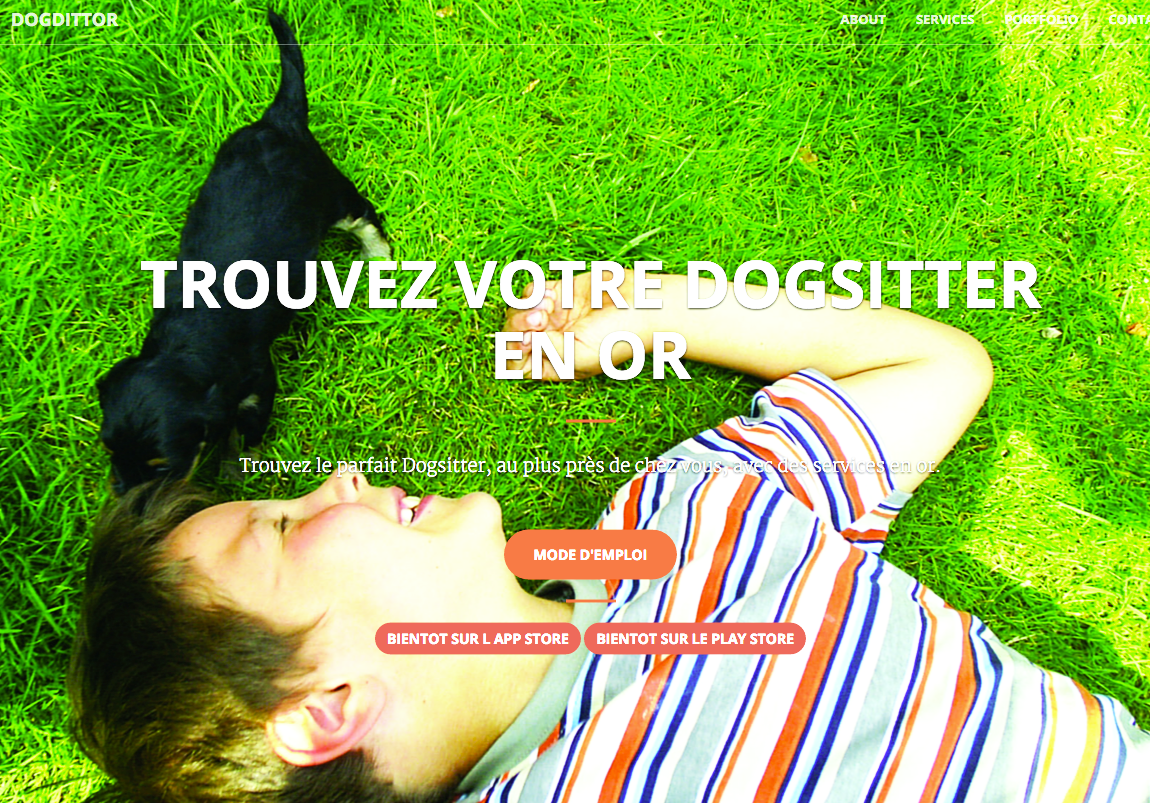 DOGDITTOR
ABOUT SERVICES PORTFOLIO
TROUVEZ VOTRE DOGSITTER
EN OR
Trouvez le parfait Dogsitter, au plus près de chez vous, avec des services en or.
MODE D'EMPLOI
BIENTOT SUR L APP STORE BIENTOT SUR LE PLAY STORE